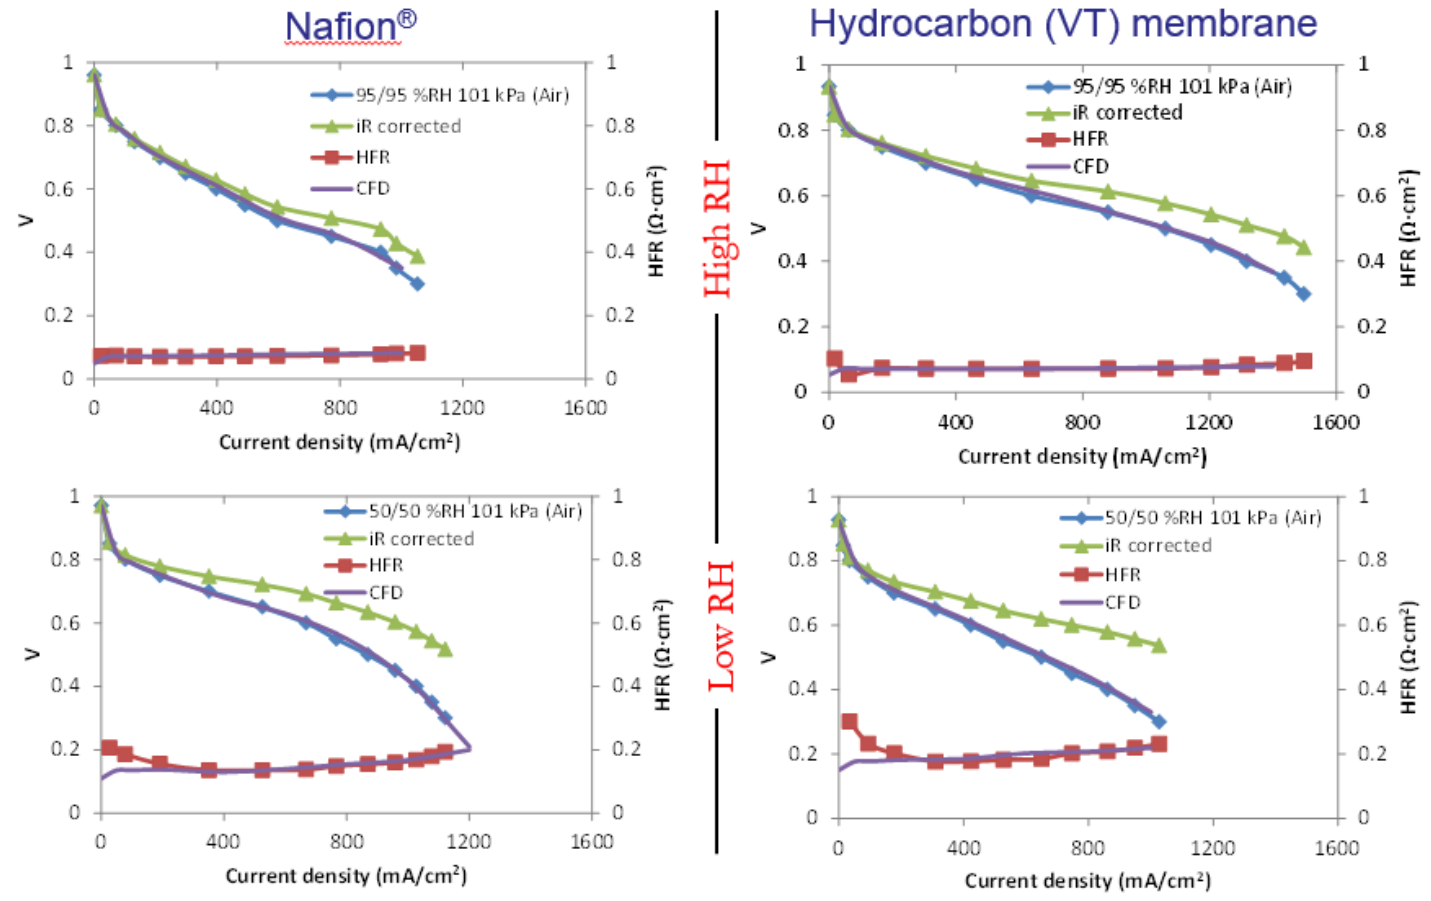 Nafion®
Hydrocarbon (VT) membrane
1
0.8
0.6
0.4
0.2
0
V
95/95 %RH 101 kPa (Air)
iR corrected
HFR
CFD
1
0.8
0.6
0.4
0.2
0
HFR (Ω·cm²)
0 400 800 1200 1600
Current density (mA/cm²)
High RH
1
0.8
0.6
0.4
0.2
0
V
95/95 %RH 101 kPa (Air)
iR corrected
HFR
CFD
1
0.8
0.6
0.4
0.2
0
HFR (Ω·cm²)
0 400 800 1200 1600
Current density (mA/cm²)
1
0.8
0.6
0.4
0.2
0
V
50/50 %RH 101 kPa (Air)
iR corrected
HFR
CFD
1
0.8
0.6
0.4
0.2
0
HFR (Ω·cm²)
0 400 800 1200 1600
Current density (mA/cm²)
Low RH
1
0.8
0.6
0.4
0.2
0
V
50/50 %RH 101 kPa (Air)
iR corrected
HFR
CFD
1
0.8
0.6
0.4
0.2
0
HFR (Ω·cm²)
0 400 800 1200 1600
Current density (mA/cm²)